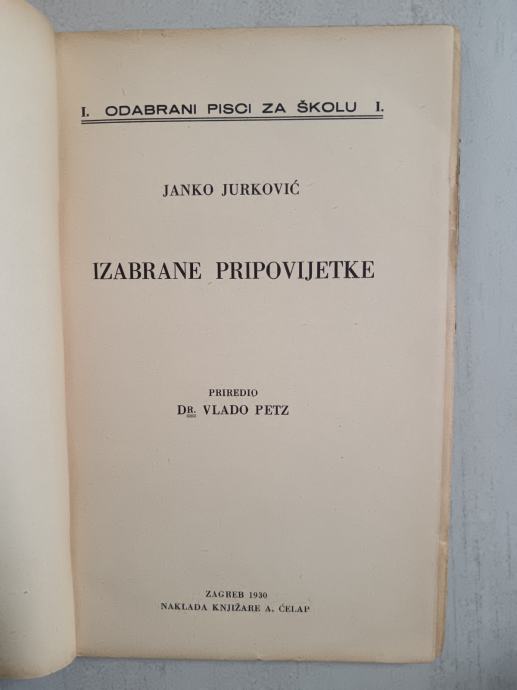 I. ODABRANI PISCI ZA ŠKOLU I.
JANKO JURKOVIĆ
IZABRANE PRIPOVIJETKE
PRIREDIO
DR. VLADO PETZ
ZAGREB 1930
NAKLADA KNJIŽARE A. ĆELAP